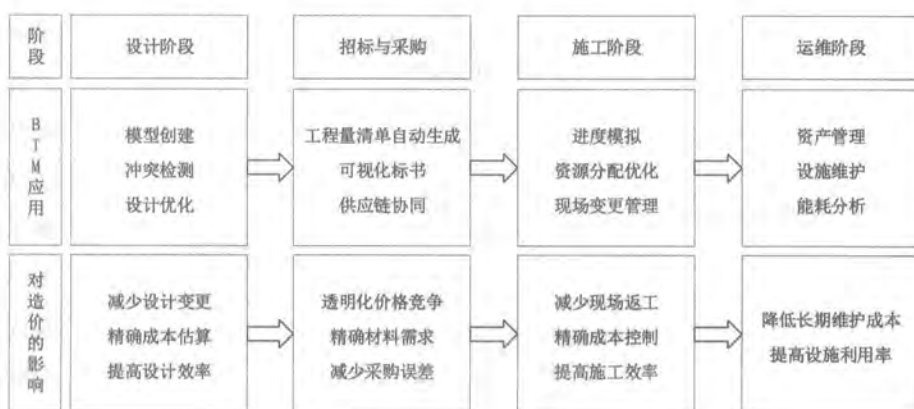 阶段
设计阶段
招标与采购
施工阶段
运维阶段
BIM应用
模型创建
冲突检测
设计优化
工程量清单自动生成
可视化标书
供应链协同
进度模拟
资源分配优化
现场变更管理
资产管理
设施维护
能耗分析
对造价的影响
减少设计变更
精确成本估算
提高设计效率
透明化价格竞争
精确材料需求
减少采购误差
减少现场返工
精确成本控制
提高施工效率
降低长期维护成本
提高设施利用率